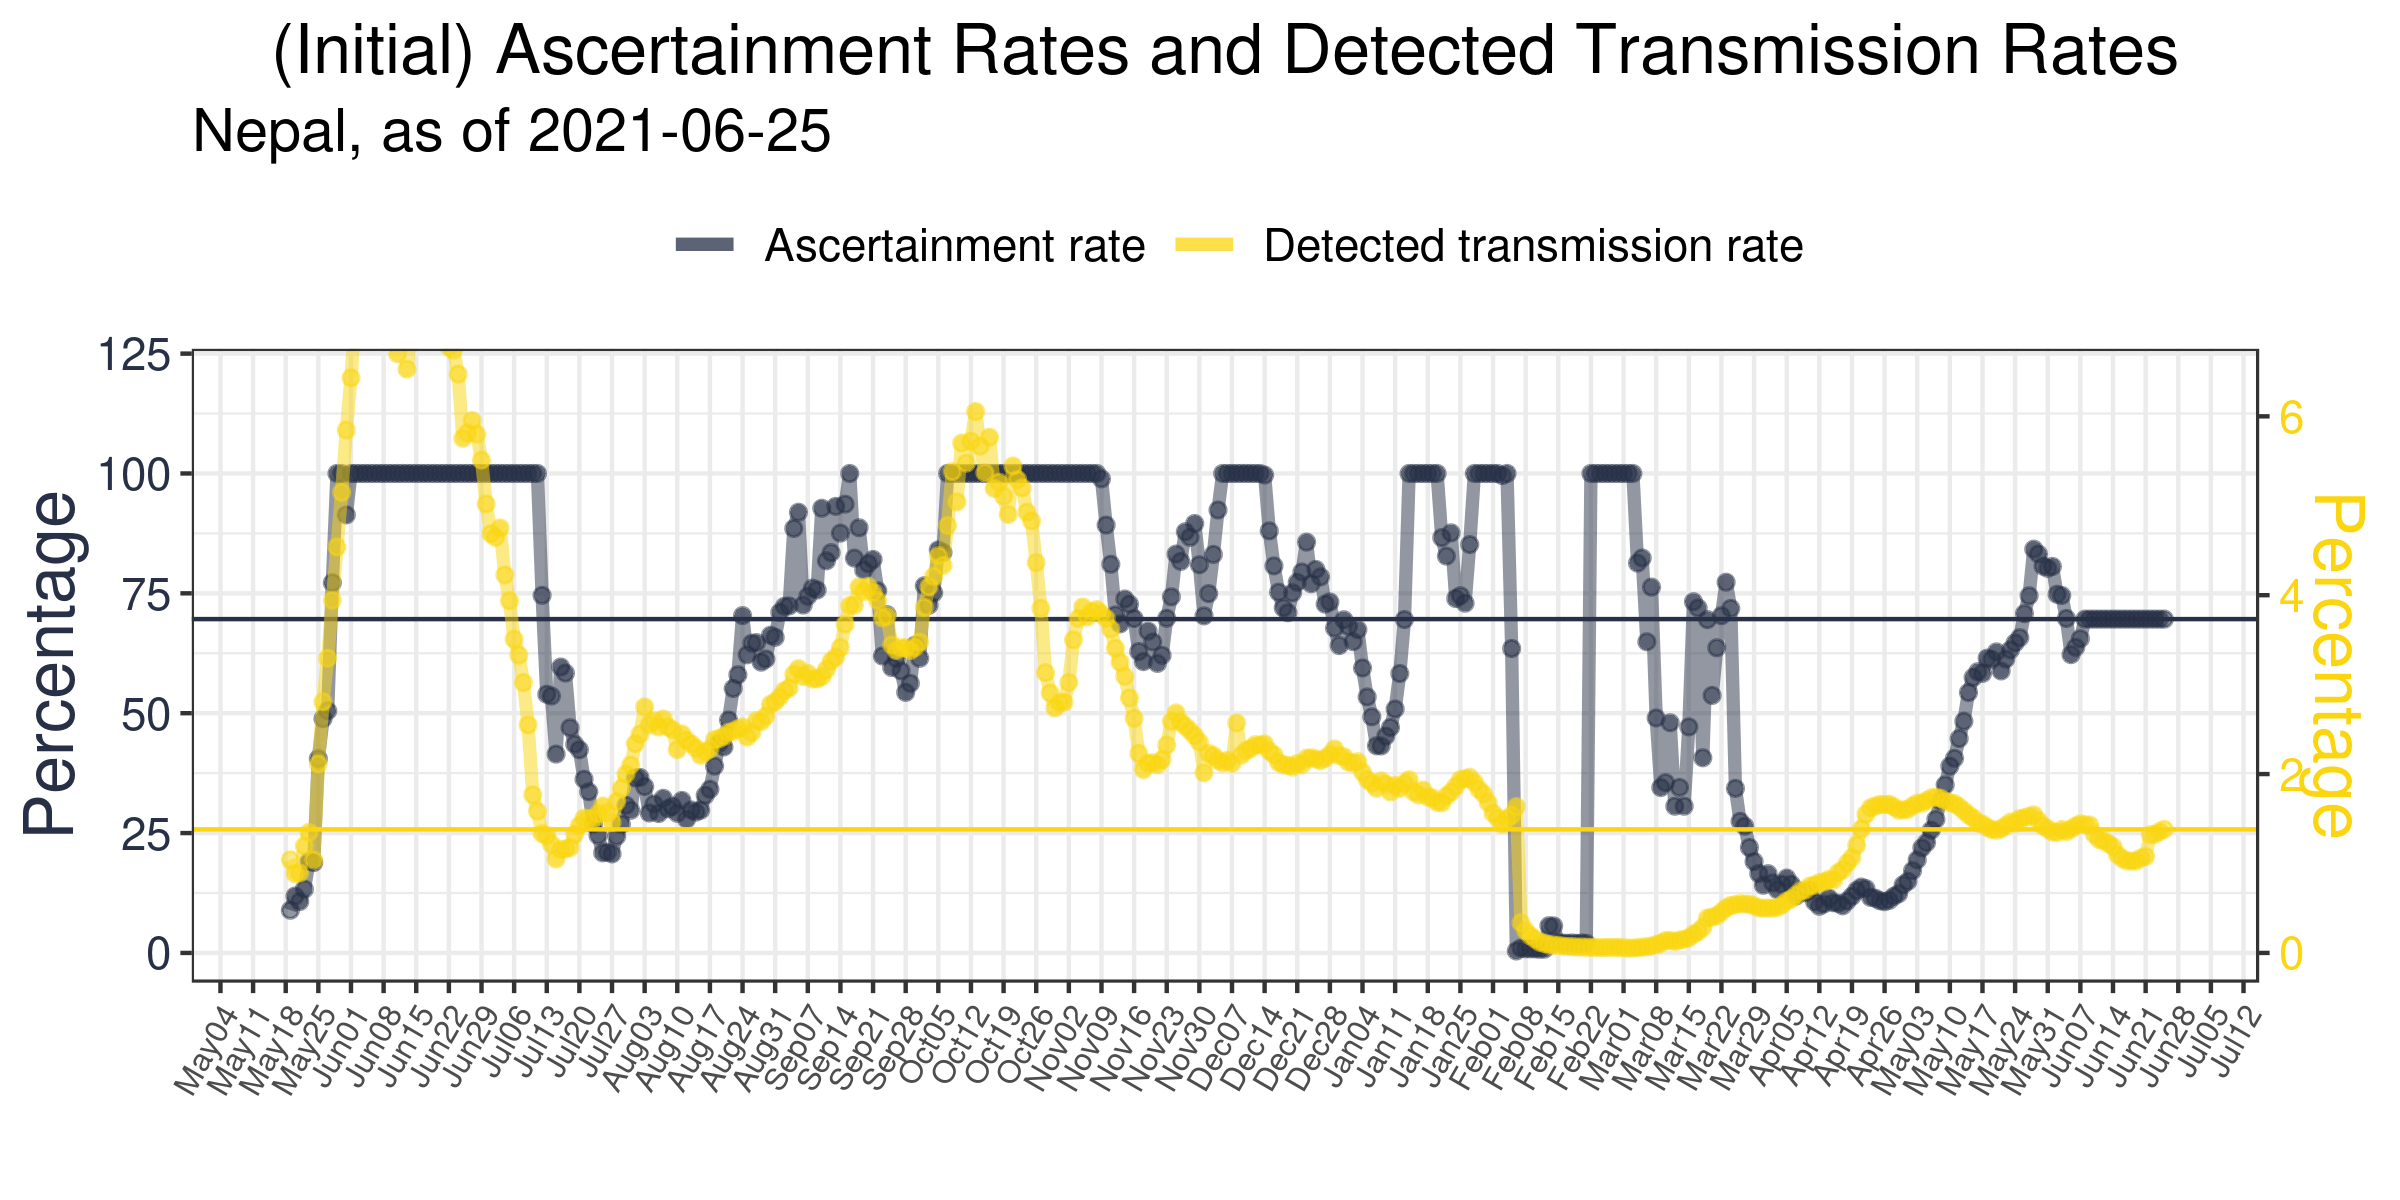 (Initial) Ascertainment Rates and Detected Transmission Rates
Nepal, as of 2021-06-25
Ascertainment rate
Detected transmission rate
Percentage
125
100
75
50
25
0
6
4
2
0
Percentage
May04
May11
May18
May25
Jun01
Jun08
Jun15
Jun22
Jun29
Jul06
Jul13
Jul20
Jul27
Aug03
Aug10
Aug17
Aug24
Aug31
Sep07
Sep14
Sep21
Sep28
Oct05
Oct12
Oct19
Oct26
Nov02
Nov09
Nov16
Nov23
Nov30
Dec07
Dec14
Dec21
Dec28
Jan04
Jan11
Jan18
Jan25
Feb01
Feb08
Feb15
Feb22
Mar01
Mar08
Mar15
Mar22
Mar29
Apr05
Apr12
Apr19
Apr26
May03
May10
May17
May24
May31
Jun07
Jun14
Jun21
Jun28
Jul05
Jul12